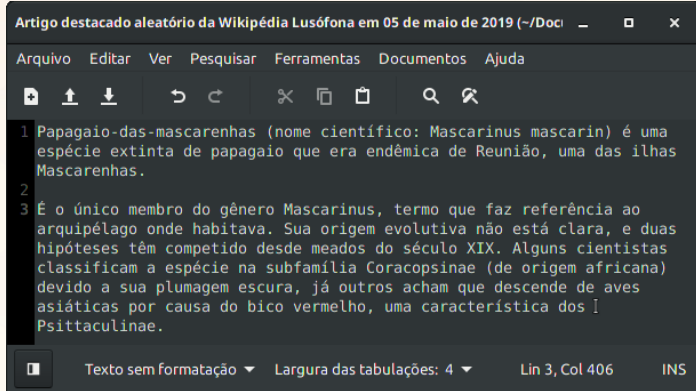 Artigo destacado aleatório da Wikipédia Lusófona em 05 de maio de 2019 (~/Docu
Arquivo Editar Ver Pesquisar Ferramentas Documentos Ajuda
1 Papagaio-das-mascarenhas (nome científico: Mascarinus mascarin) é uma
espécie extinta de papagaio que era endêmica de Reunião, uma das ilhas
Mascarenhas.
2
3 É o único membro do gênero Mascarinus, termo que faz referência ao
arquipélago onde habitava. Sua origem evolutiva não está clara, e duas
hipóteses têm competido desde meados do século XIX. Alguns cientistas
classificam a espécie na subfamília Coracopsinae (de origem africana)
devido a sua plumagem escura, já outros acham que descende de aves
asiáticas por causa do bico vermelho, uma característica dos
Psittaculinae.
Texto sem formatação Largura das tabulações: 4 Lin 3, Col 406 INS